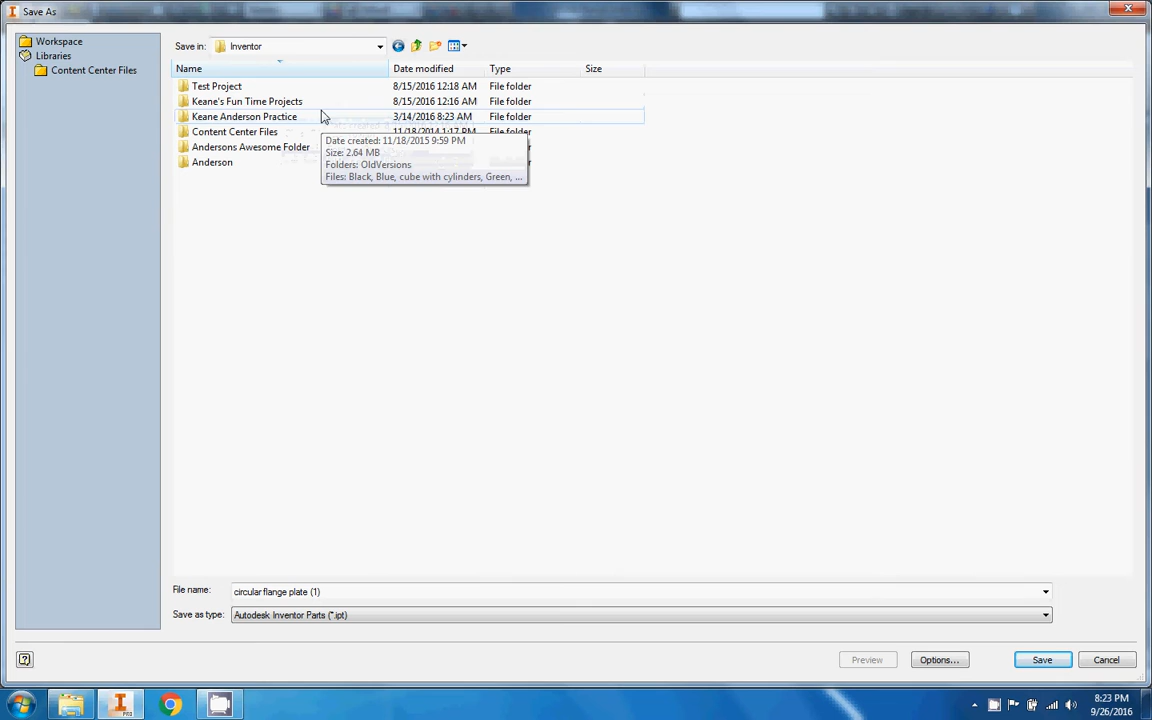 Save As
Workspace
Libraries
Content Center Files
Save in: Inventor
Name Date modified Type Size
Test Project 8/15/2016 12:18 AM File folder
Keane's Fun Time Projects 8/15/2016 12:16 AM File folder
Keane Anderson Practice 3/14/2016 8:23 AM File folder
Content Center Files 11/18/2014 1:17 PM File folder
Andersons Awesome Folder
Anderson
Date created: 11/18/2015 9:59 PM
Size: 2.64 MB
Folders: OldVersions
Files: Black, Blue, cube with cylinders, Green, ...
File name: circular flange plate (1)
Save as type: Autodesk Inventor Parts (*.ipt)
Preview Options... Save Cancel
PRO
8:23 PM
9/26/2016